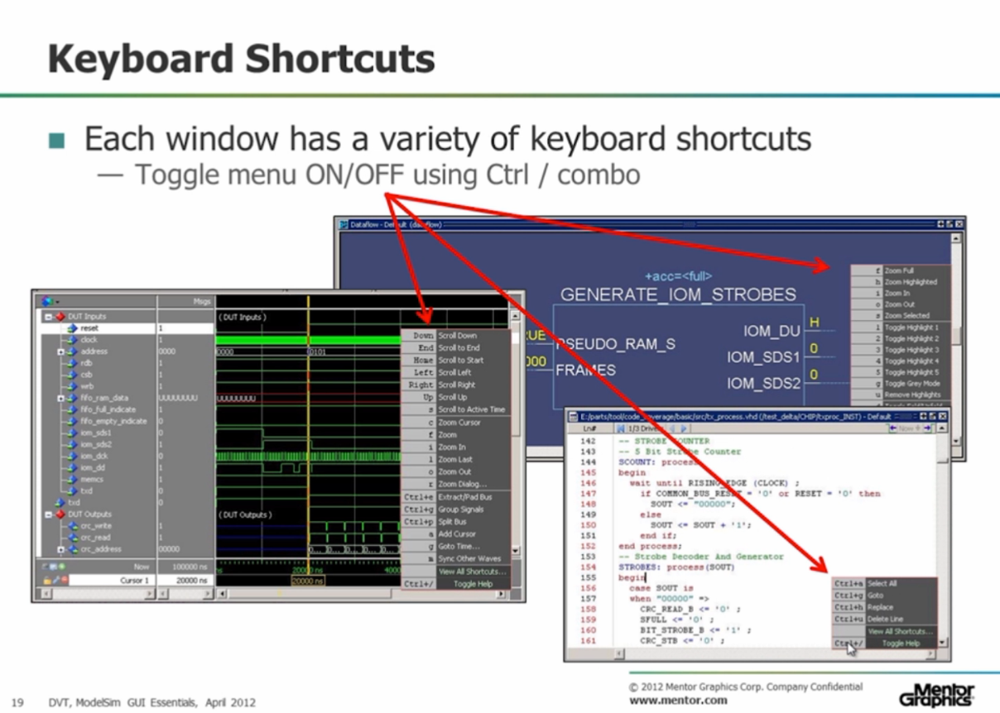 Keyboard Shortcuts
Each window has a variety of keyboard shortcuts
— Toggle menu ON/OFF using Ctrl / combo
Dataflow - Default (dataflow)
+acc=<full>
GENERATE_IOM_STROBES
PSEUDO_RAM_S
FRAMES
IOM_DU
H
IOM_SDS1
0
IOM_SDS2
0
f Zoom Full
h Zoom Highlighted
i Zoom In
o Zoom Out
s Zoom Selected
1 Toggle Highlight 1
2 Toggle Highlight 2
3 Toggle Highlight 3
4 Toggle Highlight 4
5 Toggle Highlight 5
g Toggle Grey Mode
u Remove Highlights
Msgs
DUT Inputs
reset 1
clock 1
address 0000
rdb 1
csb 1
wrb 1
fifo_ram_data UUUUUUUU
fifo_full_indicate 1
fifo_empty_indicate 1
iom_sds1 0
iom_sds2 1
iom_dck 0
iom_dd 0
memcs 1
txd 0
txd 0
DUT Outputs
crc_write 1
crc_read 1
crc_address 00000
Now 100000 ns
Cursor 1 20000 ns
( DUT Inputs )
0000 0101
UUUUUUUU
( DUT Outputs )
20000 ns
Down Scroll Down
End Scroll to End
Home Scroll to Start
Left Scroll Left
Right Scroll Right
Up Scroll Up
s Scroll to Active Time
c Zoom Cursor
f Zoom
i Zoom In
l Zoom Last
o Zoom Out
r Zoom Dialog...
Ctrl+e Extract/Pad Bus
Ctrl+g Group Signals
Ctrl+p Split Bus
a Add Cursor
g Goto Time...
m Sync Other Waves
View All Shortcuts...
Ctrl+/ Toggle Help
E:/parts/tool/code_coverage/basic/src/tx_process.vhd (/test_delta/CHIP/txproc_INST) - Default
Ln# 1/3 Drivers Now
142 -- STROBE COUNTER
143 -- 5 Bit Strobe Counter
144 SCOUNT: process
145 begin
146 wait until RISING_EDGE (CLOCK) ;
147 if COMMON_BUS_RESET = '0' or RESET = '0' then
148 SOUT <= "00000";
149 else
150 SOUT <= SOUT + '1';
151 end if;
152 end process;
153 -- Strobe Decoder And Generator
154 STROBES: process(SOUT)
155 begin
156 case SOUT is
157 when "00000" =>
158 CRC_READ_B <= '0' ;
159 SFULL <= '0' ;
160 BIT_STROBE_B <= '1' ;
161 CRC_STB <= '0' ;
Ctrl+a Select All
Ctrl+g Goto
Ctrl+h Replace
Ctrl+u Delete Line
View All Shortcuts...
Ctrl+/ Toggle Help
19 DVT, ModelSim GUI Essentials, April 2012
© 2012 Mentor Graphics Corp. Company Confidential
www.mentor.com
Mentor
Graphics